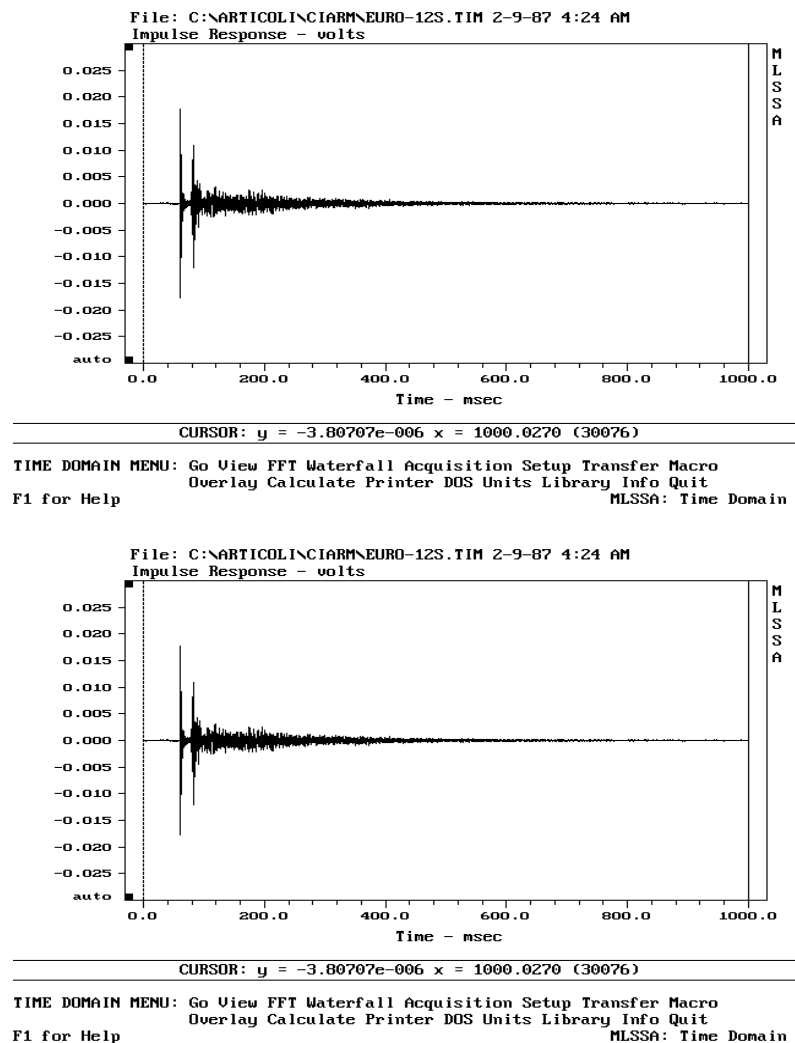 File: C:\ARTICOLI\CIARM\EURO-12S.TIM 2-9-87 4:24 AM
Impulse Response - volts
MLSSA
0.025
0.020
0.015
0.010
0.005
0.000
-0.005
-0.010
-0.015
-0.020
-0.025
auto
0.0 200.0 400.0 600.0 800.0 1000.0
Time - msec
CURSOR: y = -3.80707e-006 x = 1000.0270 (30076)
TIME DOMAIN MENU: Go View FFT Waterfall Acquisition Setup Transfer Macro
Overlay Calculate Printer DOS Units Library Info Quit
F1 for Help MLSSA: Time Domain
File: C:\ARTICOLI\CIARM\EURO-12S.TIM 2-9-87 4:24 AM
Impulse Response - volts
MLSSA
0.025
0.020
0.015
0.010
0.005
0.000
-0.005
-0.010
-0.015
-0.020
-0.025
auto
0.0 200.0 400.0 600.0 800.0 1000.0
Time - msec
CURSOR: y = -3.80707e-006 x = 1000.0270 (30076)
TIME DOMAIN MENU: Go View FFT Waterfall Acquisition Setup Transfer Macro
Overlay Calculate Printer DOS Units Library Info Quit
F1 for Help MLSSA: Time Domain